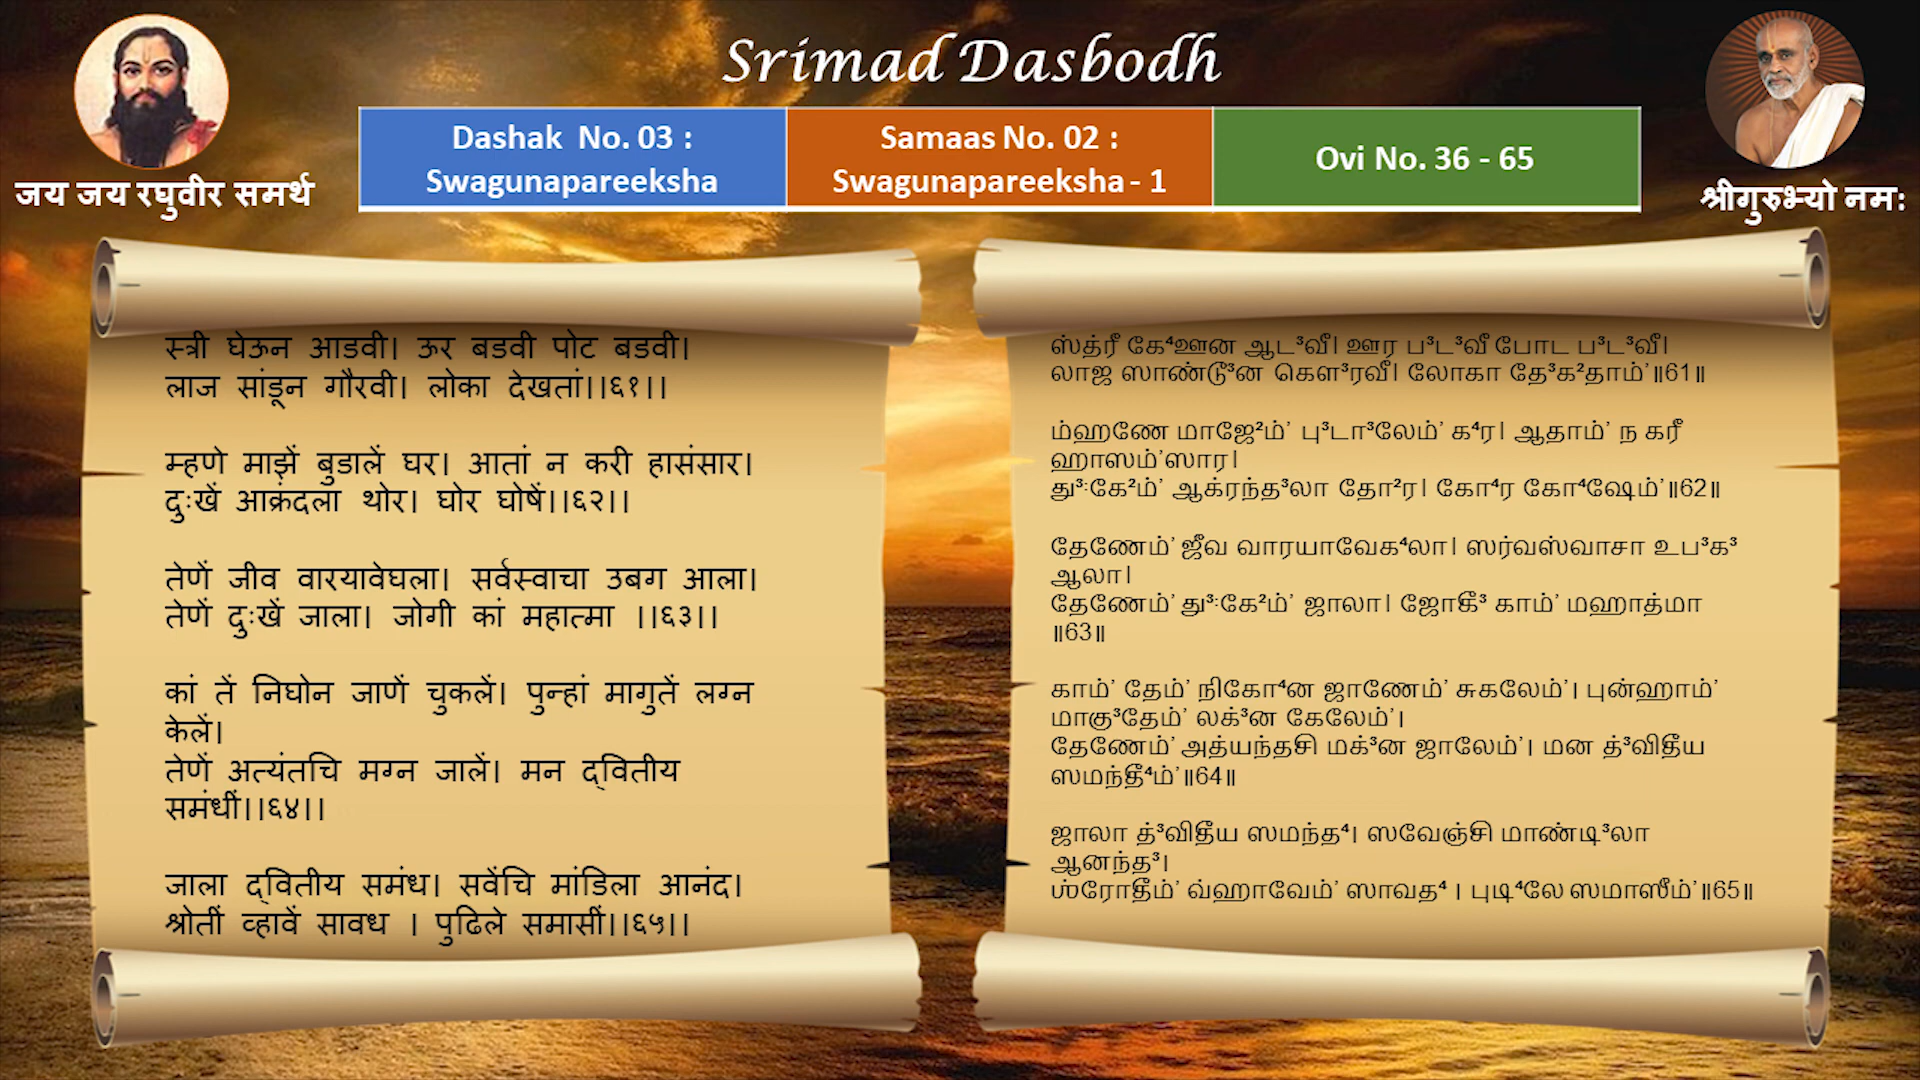 Srimad Dasbodh
Dashak No. 03 :
Swagunapareeksha
Samaas No. 02 :
Swagunapareeksha - 1
Ovi No. 36 - 65
जय जय रघुवीर समर्थ
श्रीगुरुभ्यो नमः
स्त्री घेऊन आडवी। ऊर बडवी पोट बडवी।
लाज सांडून गौरवी। लोका देखतां।।६१।।
म्हणे माझें बुडालें घर। आतां न करी हासंसार।
दुःखें आक्रंदला थोर। घोर घोषें।।६२।।
तेणें जीव वारयावेघला। सर्वस्वाचा उबग आला।
तेणें दुःखें जाला। जोगी कां महात्मा ।।६३।।
कां तें निघोन जाणें चुकलें। पुन्हां मागुतें लग्न
केलें।
तेणें अत्यंतचि मग्न जालें। मन द्वितीय
समंधीं।।६४।।
जाला द्वितीय समंध। सवेंचि मांडिला आनंद।
श्रोतीं व्हावें सावध । पुढिले समासीं।।६५।।
ஸ்த்ரீ கே⁴ஊன ஆட³வீ। ஊர ப³ட³வீ போட ப³ட³வீ।
லாஜ ஸாண்டூ³ன கௌ³ரவீ। லோகா தே³க²தாம்ʼ॥61॥
ம்ஹணே மாஜே²ம்ʼ பு³டா³லேம்ʼ க⁴ர। ஆதாம்ʼ ந கரீ
ஹாஸம்ʼஸார।
து³꞉கே²ம்ʼ ஆக்ரந்த³லா தோ²ர। கோ⁴ர கோ⁴ஷேம்ʼ॥62॥
தேணேம்ʼ ஜீவ வாரயாவேக⁴லா। ஸர்வஸ்வாசா உப³க³
ஆலா।
தேணேம்ʼ து³꞉கே²ம்ʼ ஜாலா। ஜோகீ³ காம்ʼ மஹாத்மா
॥63॥
காம்ʼ தேம்ʼ நிகோ⁴ன ஜாணேம்ʼ சுகலேம்ʼ। புன்ஹாம்ʼ
மாகு³தேம்ʼ லக்³ன கேலேம்ʼ।
தேணேம்ʼ அத்யந்தசி மக்³ன ஜாலேம்ʼ। மன த்³விதீய
ஸமந்தீ⁴ம்ʼ॥64॥
ஜாலா த்³விதீய ஸமந்த⁴। ஸவேஞ்சி மாண்டி³லா
ஆனந்த³।
ஶ்ரோதீம்ʼ வ்ஹாவேம்ʼ ஸாவத⁴ । புடி⁴லே ஸமாஸீம்ʼ॥65॥